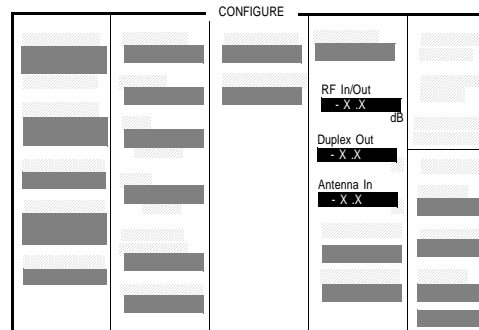 CONFIGURE
RF In/Out
- X .X
dB
Duplex Out
- X .X
Antenna In
- X .X